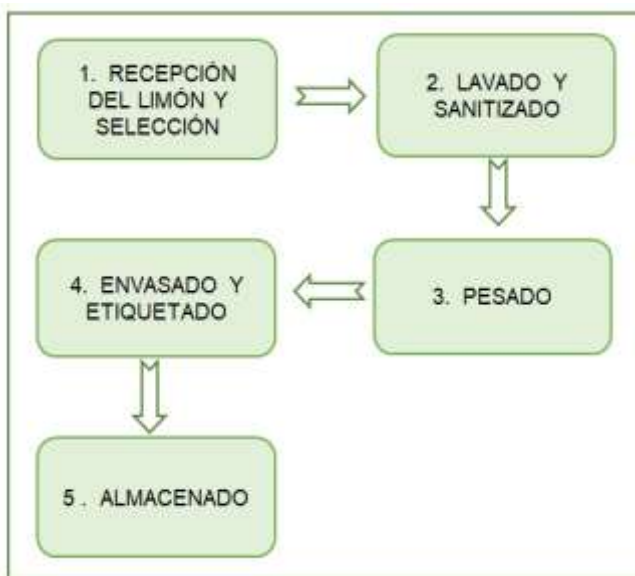 1. RECEPCIÓN
DEL LIMÓN Y
SELECCIÓN
2. LAVADO Y
SANITIZADO
3. PESADO
4. ENVASADO Y
ETIQUETADO
5 . ALMACENADO